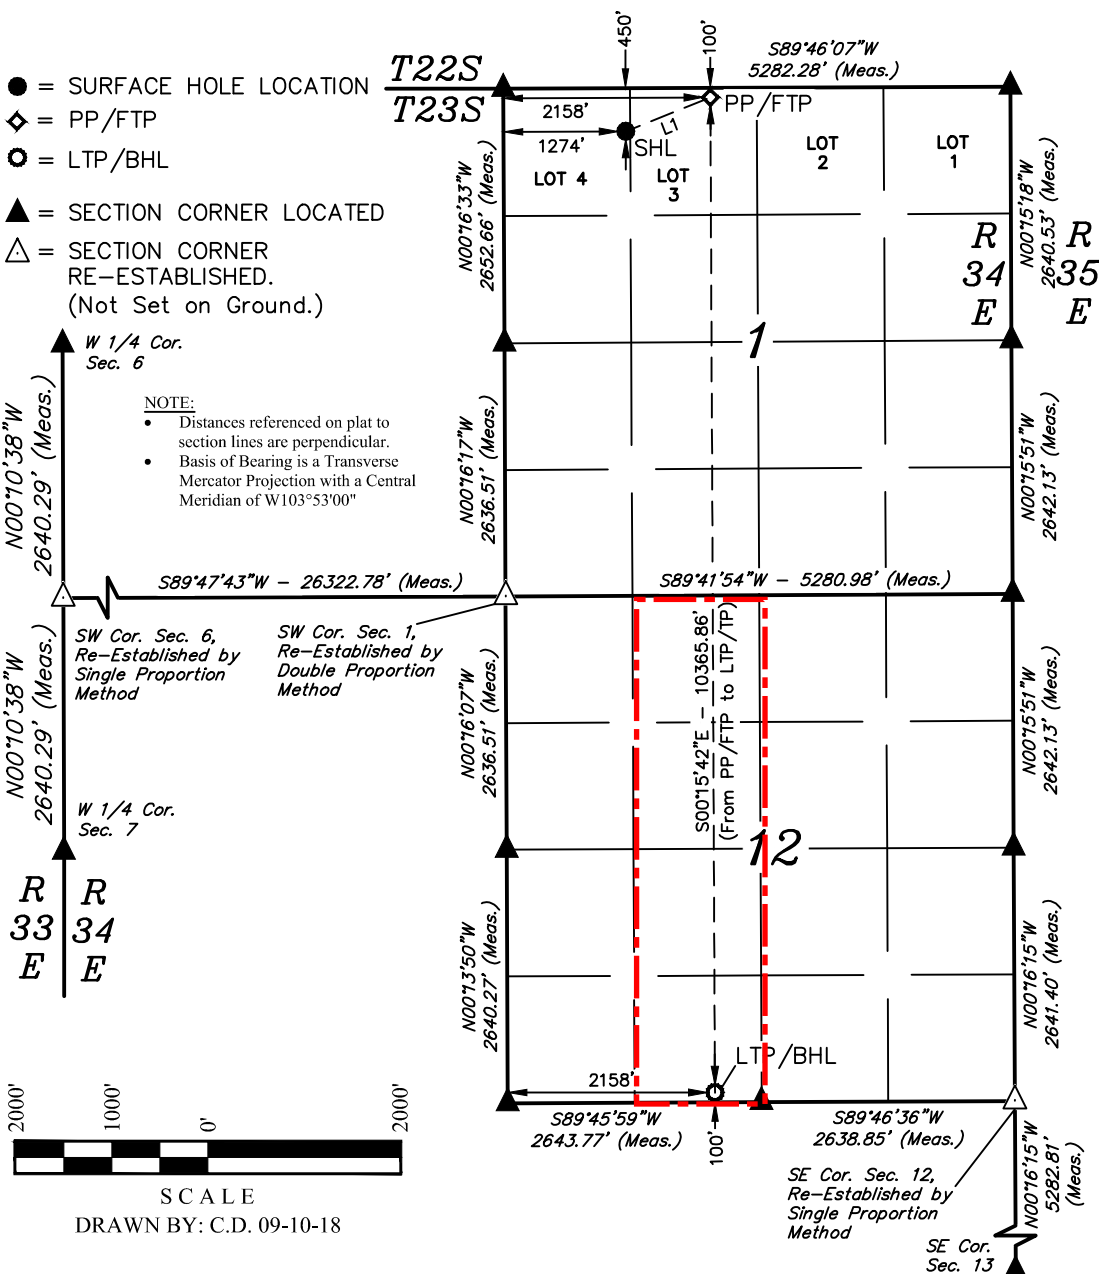 = SURFACE HOLE LOCATION
= PP/FTP
= LTP/BHL
= SECTION CORNER LOCATED
= SECTION CORNER
RE-ESTABLISHED.
(Not Set on Ground.)
T22S
T23S
450'
100'
S89°46'07"W
5282.28' (Meas.)
2158'
PP/FTP
L1
1274'
SHL
LOT 4
LOT
3
LOT
2
LOT
1
N00°16'33"W
2652.66' (Meas.)
N00°15'18"W
2640.53' (Meas.)
R
34
E
R
35
E
W 1/4 Cor.
Sec. 6
1
N00°10'38"W
2640.29' (Meas.)
NOTE:
• Distances referenced on plat to
section lines are perpendicular.
• Basis of Bearing is a Transverse
Mercator Projection with a Central
Meridian of W103°53'00"
N00°16'17"W
2636.51' (Meas.)
N00°15'51"W
2642.13' (Meas.)
S89°47'43"W - 26322.78' (Meas.)
S89°41'54"W - 5280.98' (Meas.)
SW Cor. Sec. 6,
Re-Established by
Single Proportion
Method
SW Cor. Sec. 1,
Re-Established by
Double Proportion
Method
N00°10'38"W
2640.29' (Meas.)
N00°16'07"W
2636.51' (Meas.)
S00°15'42"E - 10365.86'
(From PP/FTP to LTP/TP)
N00°15'51"W
2642.13' (Meas.)
W 1/4 Cor.
Sec. 7
12
R
33
E
R
34
E
N00°13'50"W
2640.27' (Meas.)
N00°16'15"W
2641.40' (Meas.)
LTP/BHL
2158'
S89°45'59"W
2643.77' (Meas.)
100'
S89°46'36"W
2638.85' (Meas.)
SE Cor. Sec. 12,
Re-Established by
Single Proportion
Method
N00°16'15"W
5282.81'
(Meas.)
SE Cor.
Sec. 13
2000'
1000'
0'
2000'
SCALE
DRAWN BY: C.D. 09-10-18